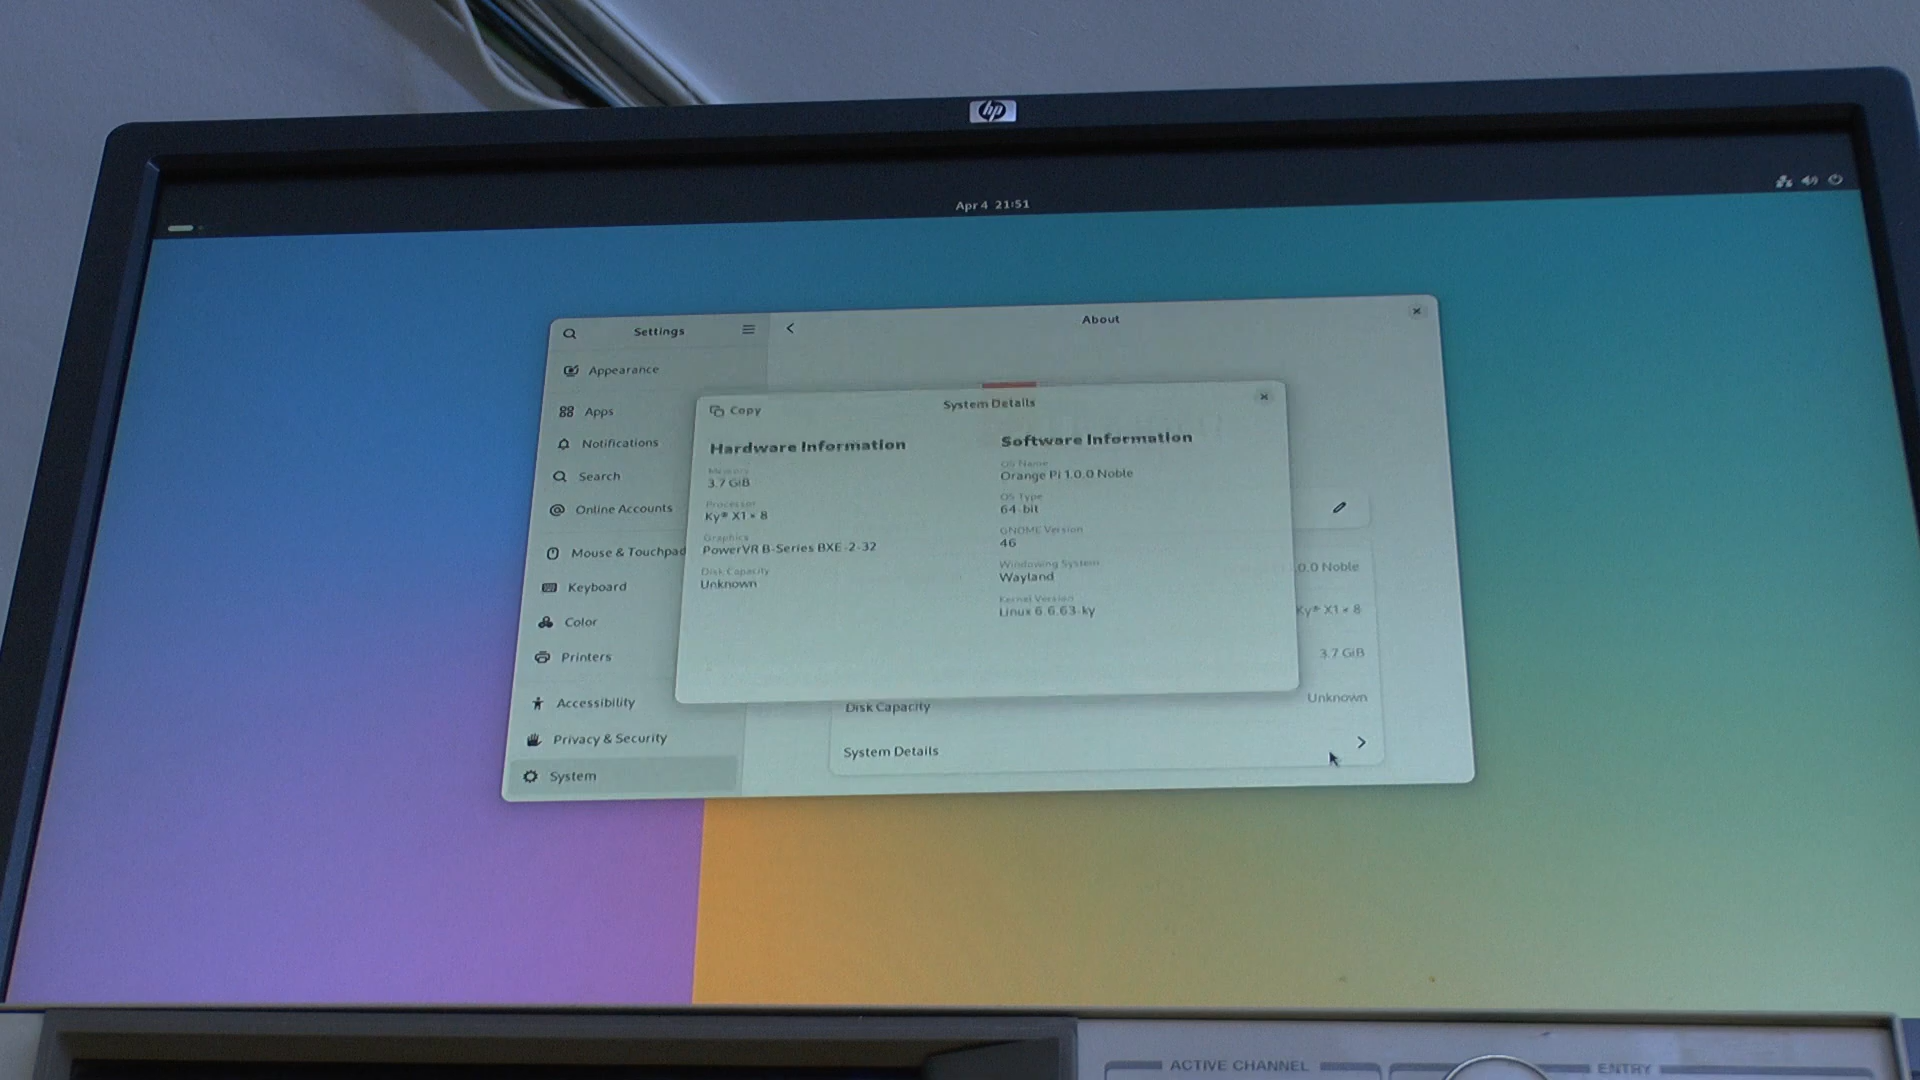 hp
Apr 4 21:51
Settings
About
Appearance
Apps
Notifications
Search
Online Accounts
Mouse & Touchpad
Keyboard
Color
Printers
Accessibility
Privacy & Security
System
Copy
System Details
Hardware Information
Memory
3.7 GiB
Processor
Ky® X1 × 8
Graphics
PowerVR B-Series BXE-2-32
Disk Capacity
Unknown
Software Information
OS Name
Orange Pi 1.0.0 Noble
OS Type
64-bit
GNOME Version
46
Windowing System
Wayland
Kernel Version
Linux 6.6.63-ky
.0.0 Noble
Ky® X1 × 8
3.7 GiB
Disk Capacity
Unknown
System Details
ACTIVE CHANNEL
ENTRY